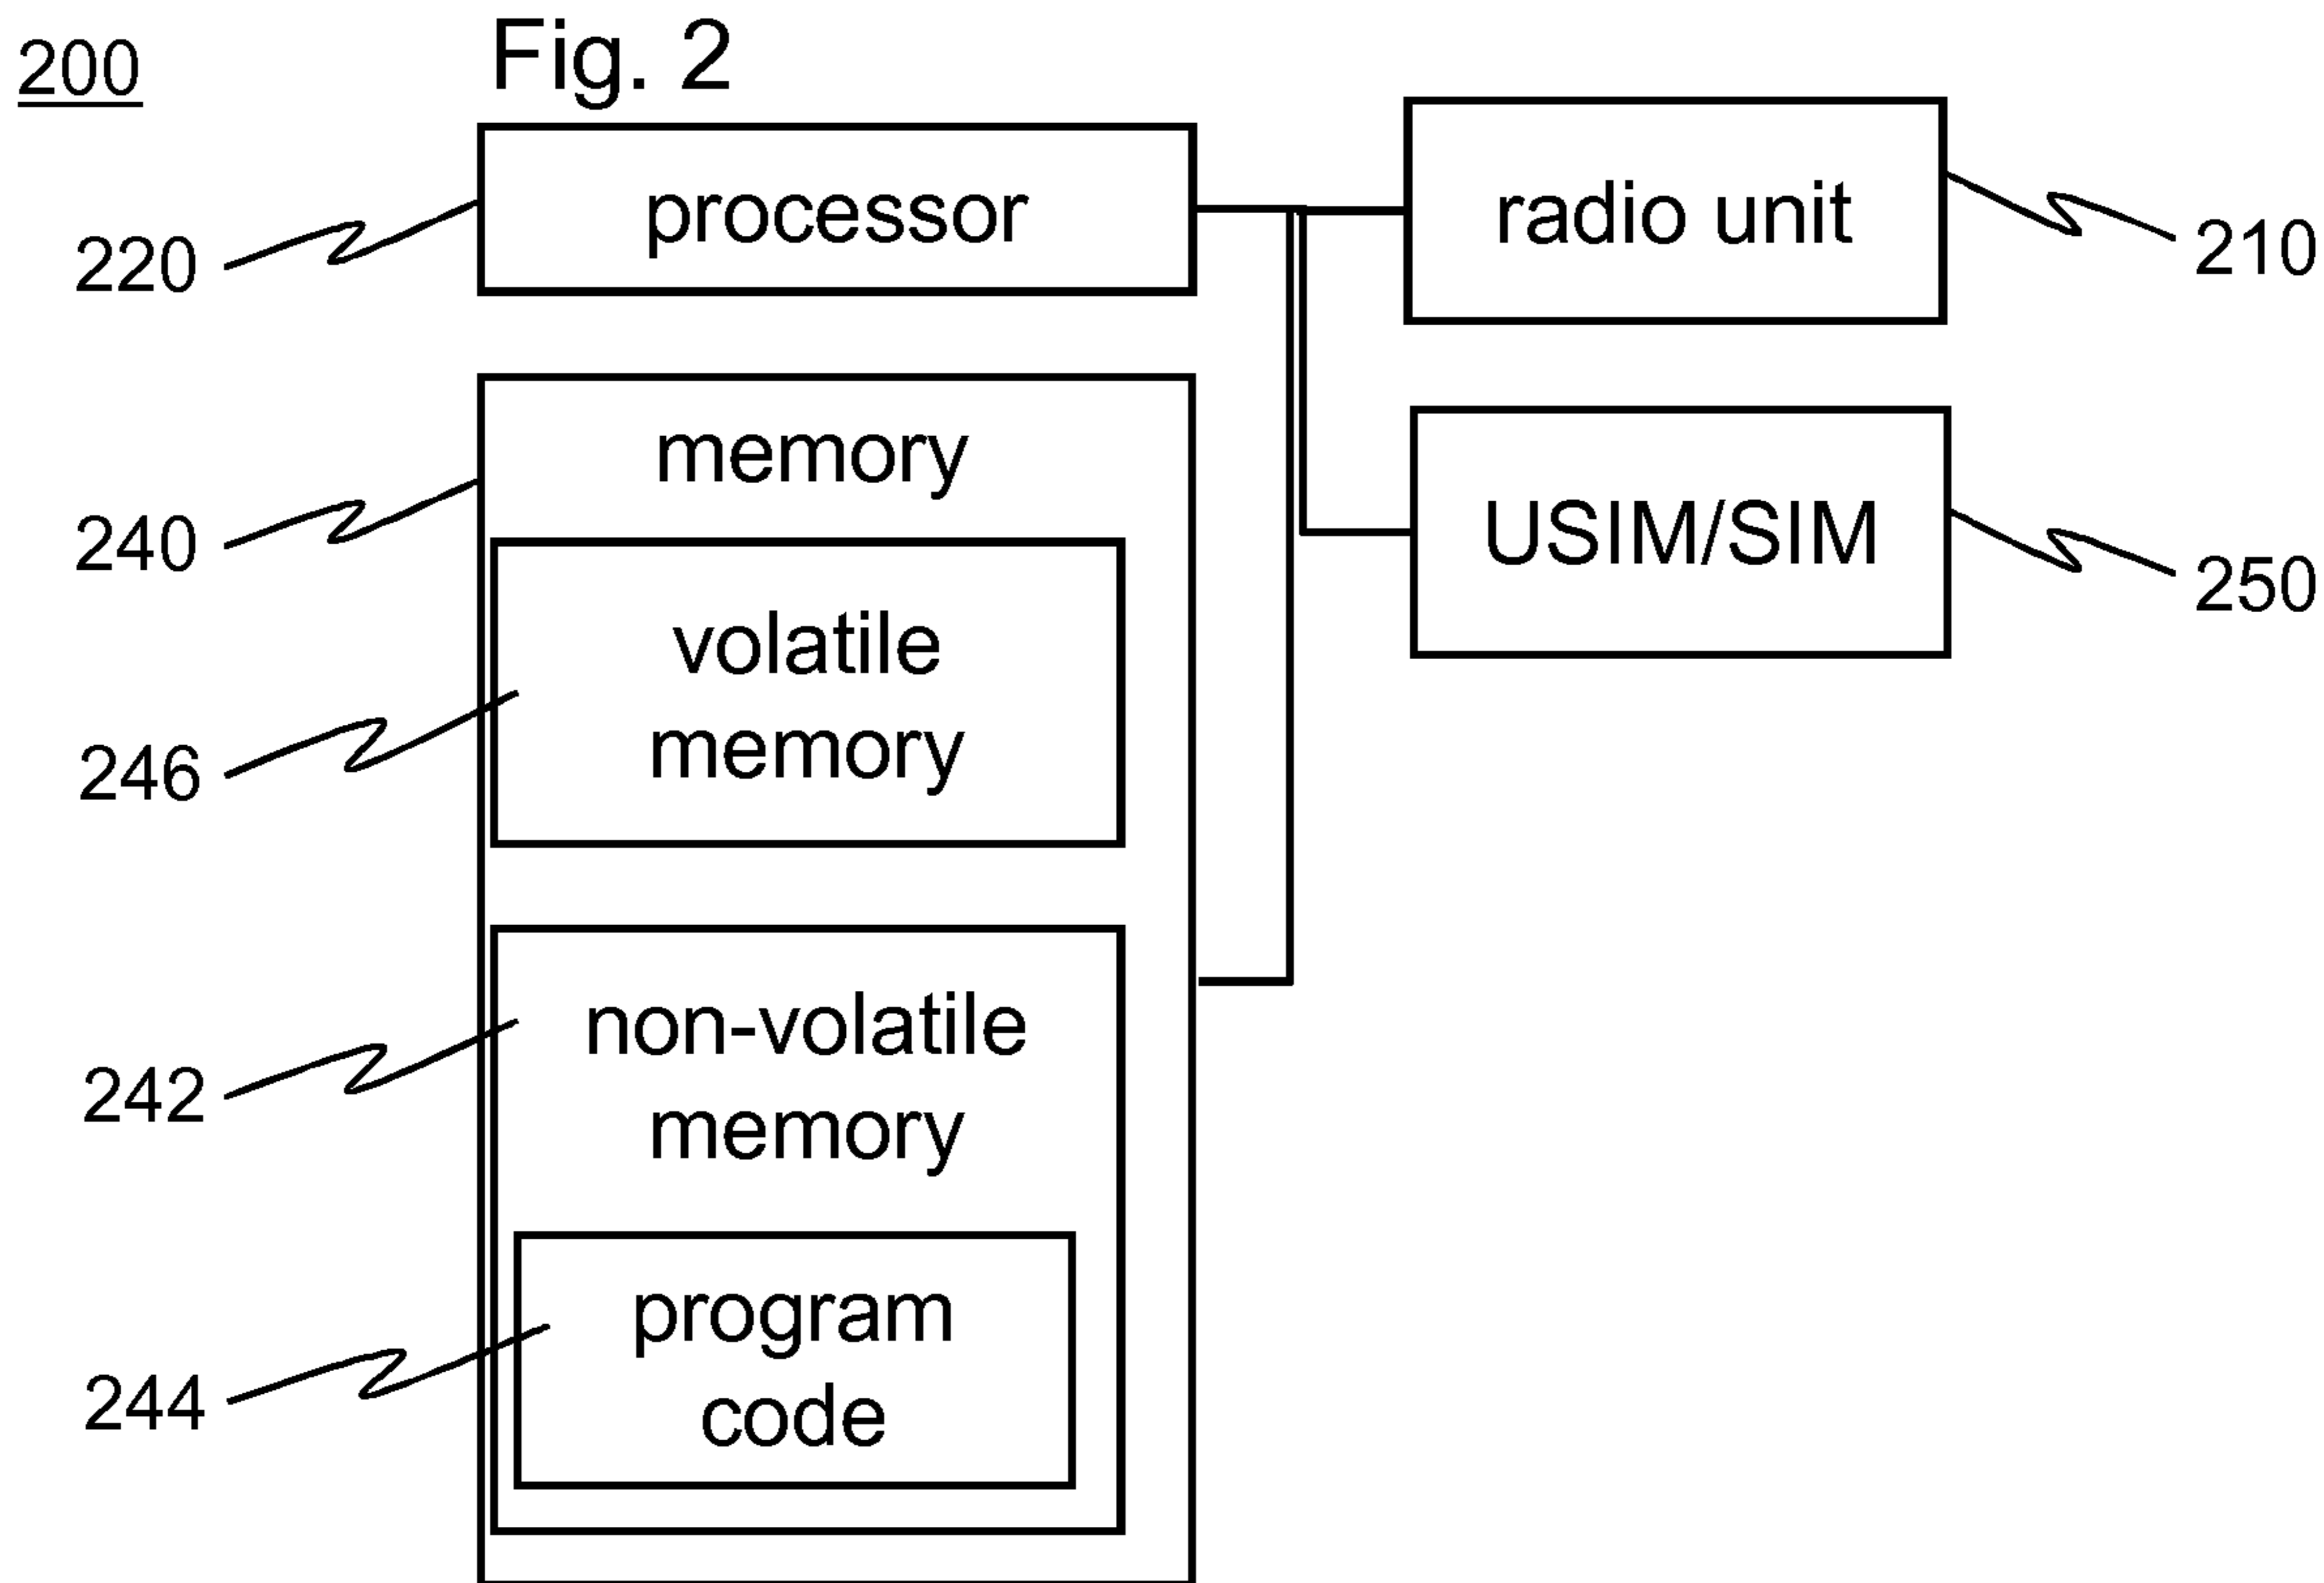 200
Fig. 2
processor
radio unit
220
210
memory
240
USIM/SIM
250
volatile
memory
246
non-volatile
memory
242
program
code
244